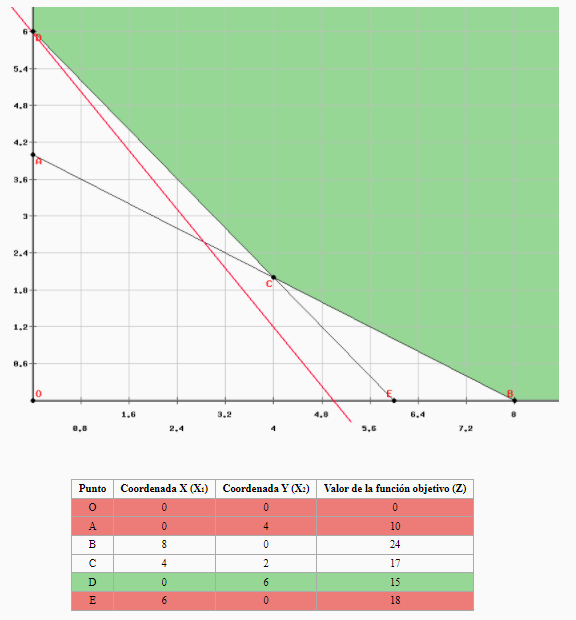 6
D
5,4
4,8
4,2
A
3,6
3
2,4
C
1,8
1,2
0,6
O
E
B
1,6
3,2
4,8
6,4
8
0,8
2,4
4
5,6
7,2
Punto Coordenada X (X₁) Coordenada Y (X₂) Valor de la función objetivo (Z)
O 0 0 0
A 0 4 10
B 8 0 24
C 4 2 17
D 0 6 15
E 6 0 18